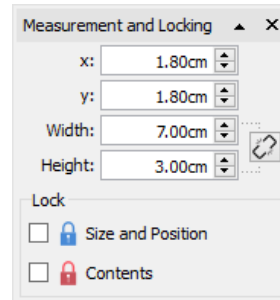 Measurement and Locking
x: 1.80cm
y: 1.80cm
Width: 7.00cm
Height: 3.00cm
Lock
Size and Position
Contents